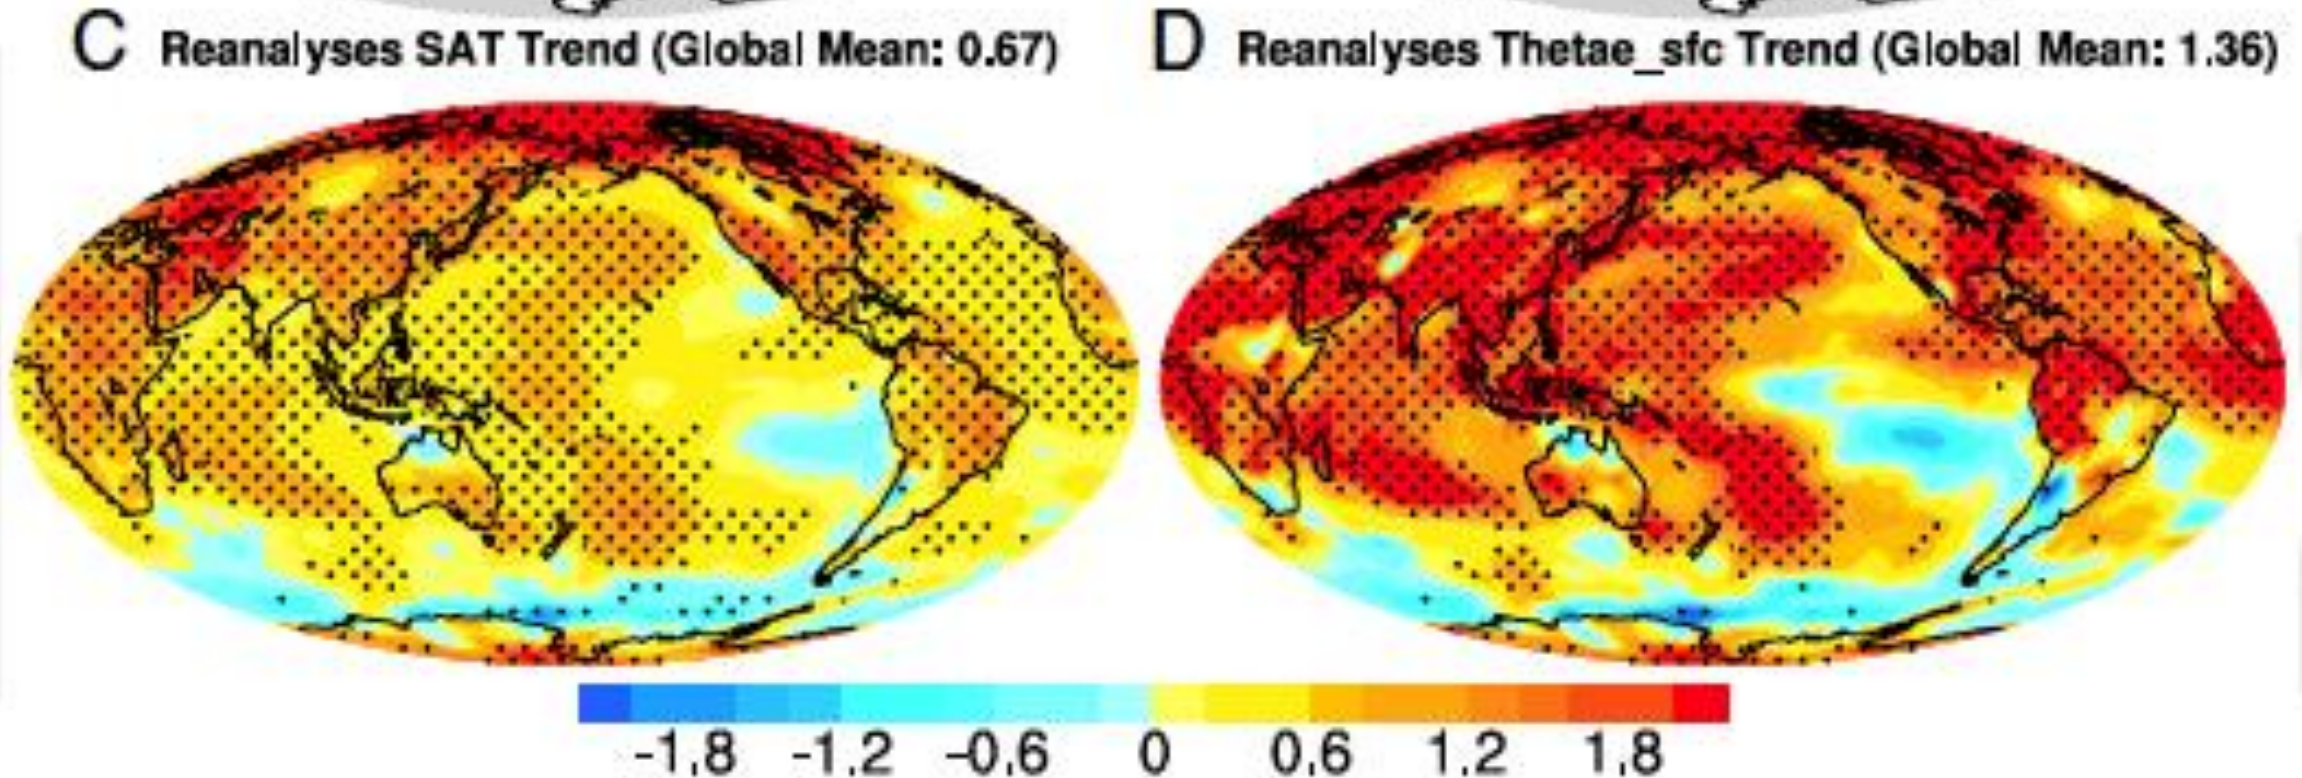 C Reanalyses SAT Trend (Global Mean: 0.67)
D Reanalyses Thetae_sfc Trend (Global Mean: 1.36)
-1.8 -1.2 -0.6 0 0.6 1.2 1.8